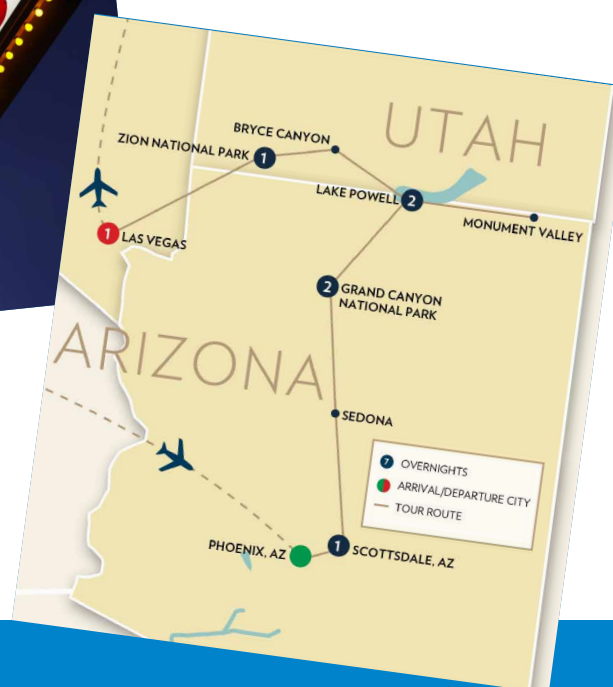 UTAH
BRYCE CANYON
ZION NATIONAL PARK
1
LAKE POWELL
2
MONUMENT VALLEY
1
LAS VEGAS
2
GRAND CANYON
NATIONAL PARK
ARIZONA
SEDONA
7
OVERNIGHTS
ARRIVAL/DEPARTURE CITY
TOUR ROUTE
PHOENIX, AZ
1
SCOTTSDALE, AZ